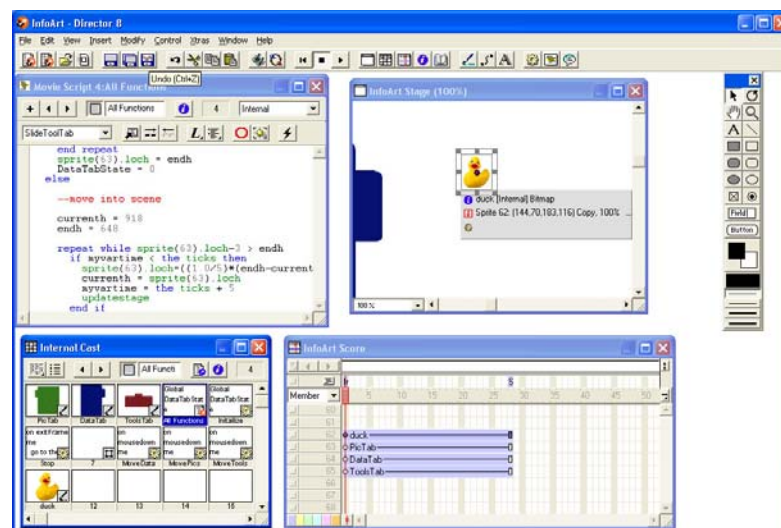 InfoArt - Director 8
File Edit View Insert Modify Control Xtras Window Help
Undo (Ctrl+Z)
Movie Script 4:All Functions
All Functions 4 Internal
SlideToolTab
end repeat
sprite(63).loch = endh
DataTabState = 0
else
--move into scene
currenth = 918
endh = 648
repeat while sprite(63).loch-3 > endh
if myvartime < the ticks then
sprite(63).loch=((1.0/5)*(endh-current
currenth = sprite(63).loch
myvartime = the ticks + 5
updatestage
end if
InfoArt Stage (100%)
duck [Internal] Bitmap
Sprite 62: (144,70,183,116) Copy, 100% ...
100%
Field
Button
Internal Cast
All Functi 4
Global DataTabStat Global DataTabStat
PicTab DataTab ToolsTab All Functions Initialize
on exitFrame me go to the on mousedown me on mousedown me on mousedown me
Stop 7 MoveData MovePics MoveTools
duck 12 13 14 15
InfoArt Score
Member 5 10 15 20 25 30 35 40 45 50
60
61
62 duck
63 PicTab
64 DataTab
65 ToolsTab
66
67
68